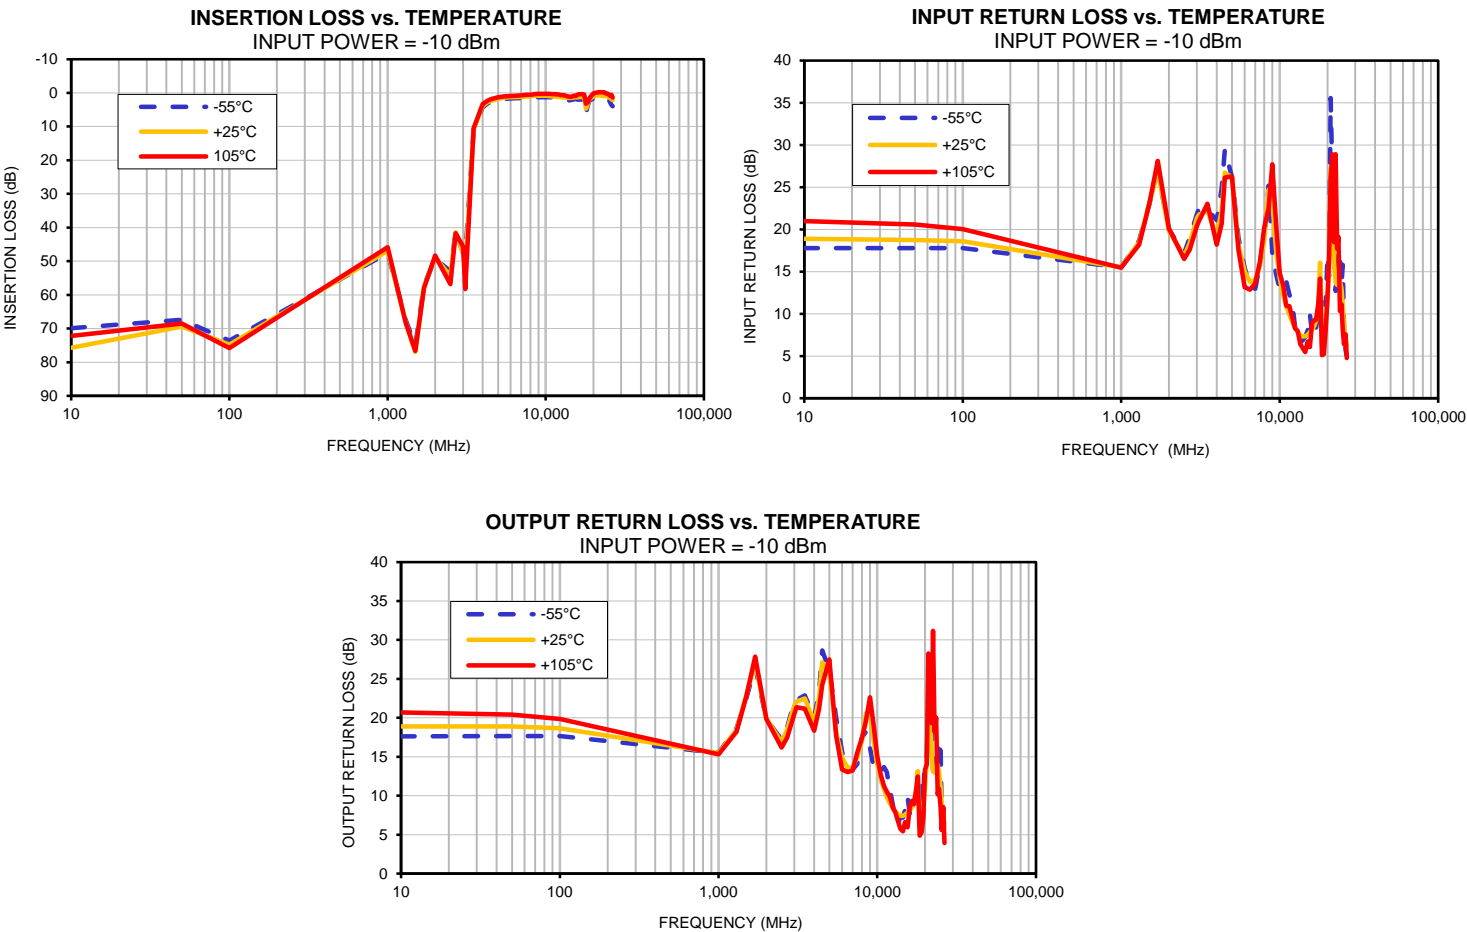 INSERTION LOSS vs. TEMPERATURE
INPUT POWER = -10 dBm
-10
0
10
20
30
40
50
60
70
80
90
INSERTION LOSS (dB)
-55°C
+25°C
105°C
10
100
1,000
10,000
100,000
FREQUENCY (MHz)
INPUT RETURN LOSS vs. TEMPERATURE
INPUT POWER = -10 dBm
40
35
30
25
20
15
10
5
0
INPUT RETURN LOSS (dB)
-55°C
+25°C
+105°C
10
100
1,000
10,000
100,000
FREQUENCY (MHz)
OUTPUT RETURN LOSS vs. TEMPERATURE
INPUT POWER = -10 dBm
40
35
30
25
20
15
10
5
0
OUTPUT RETURN LOSS (dB)
-55°C
+25°C
+105°C
10
100
1,000
10,000
100,000
FREQUENCY (MHz)